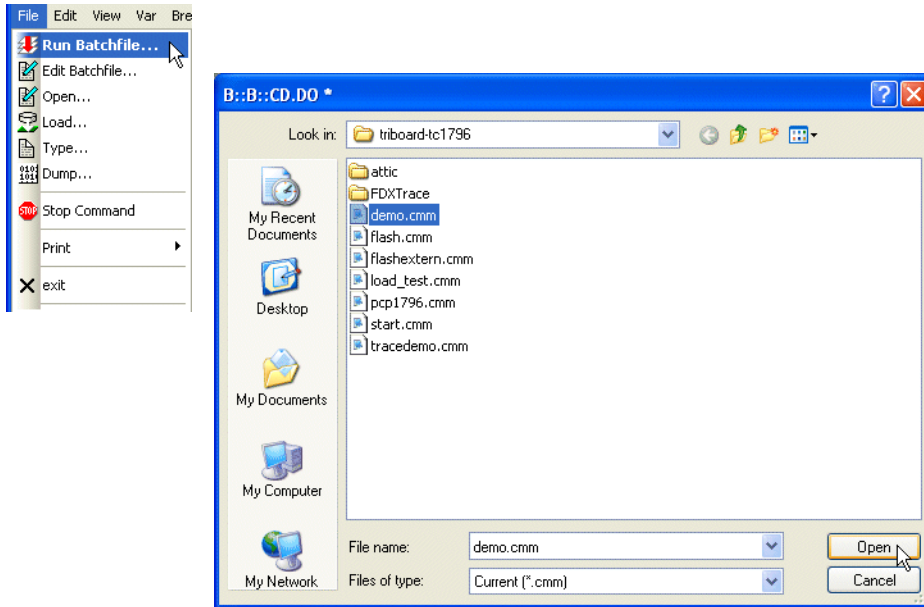 File Edit View Var Bre
Run Batchfile...
Edit Batchfile...
Open...
Load...
Type...
Dump...
STOP Stop Command
Print
exit
B::B::CD.DO *
Look in: triboard-tc1796
My Recent
Documents
Desktop
My Documents
My Computer
My Network
attic
FDXTrace
demo.cmm
flash.cmm
flashextern.cmm
load_test.cmm
pcp1796.cmm
start.cmm
tracedemo.cmm
File name: demo.cmm Open
Files of type: Current (*.cmm) Cancel